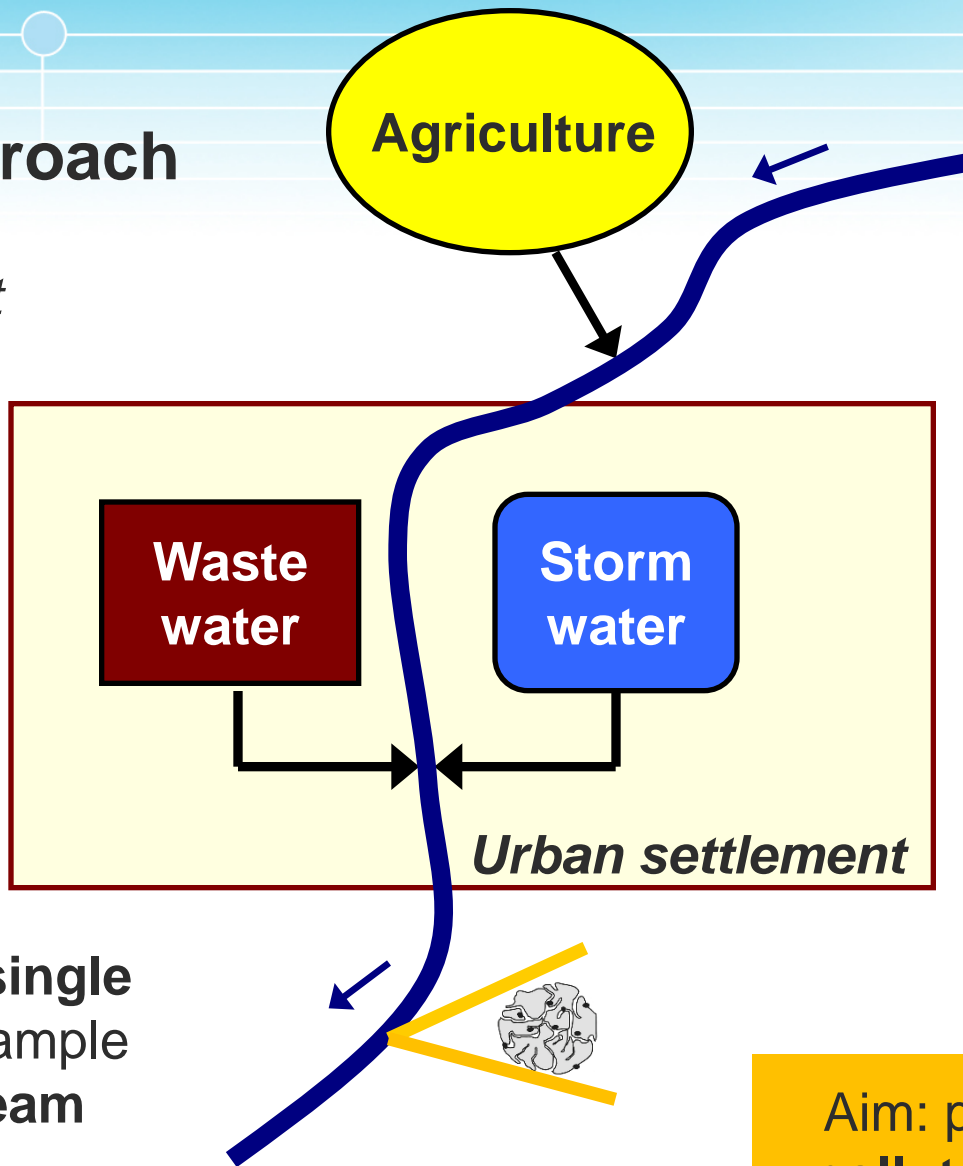 roach
Agriculture
t
Waste
water
Storm
water
Urban settlement
single
ample
eam
Aim: p